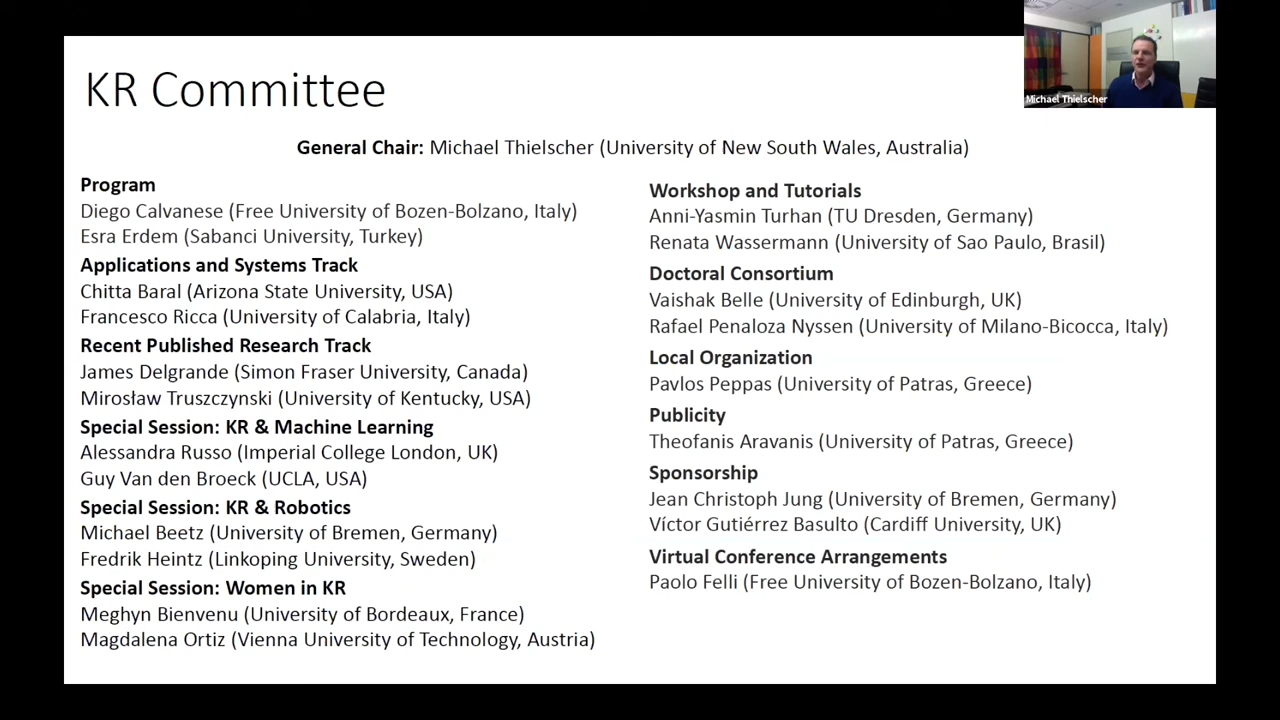 KR Committee
Michael Thielscher
General Chair: Michael Thielscher (University of New South Wales, Australia)
Program
Diego Calvanese (Free University of Bozen-Bolzano, Italy)
Esra Erdem (Sabanci University, Turkey)
Applications and Systems Track
Chitta Baral (Arizona State University, USA)
Francesco Ricca (University of Calabria, Italy)
Recent Published Research Track
James Delgrande (Simon Fraser University, Canada)
Mirosław Truszczynski (University of Kentucky, USA)
Special Session: KR & Machine Learning
Alessandra Russo (Imperial College London, UK)
Guy Van den Broeck (UCLA, USA)
Special Session: KR & Robotics
Michael Beetz (University of Bremen, Germany)
Fredrik Heintz (Linkoping University, Sweden)
Special Session: Women in KR
Meghyn Bienvenu (University of Bordeaux, France)
Magdalena Ortiz (Vienna University of Technology, Austria)
Workshop and Tutorials
Anni-Yasmin Turhan (TU Dresden, Germany)
Renata Wassermann (University of Sao Paulo, Brasil)
Doctoral Consortium
Vaishak Belle (University of Edinburgh, UK)
Rafael Penaloza Nyssen (University of Milano-Bicocca, Italy)
Local Organization
Pavlos Peppas (University of Patras, Greece)
Publicity
Theofanis Aravanis (University of Patras, Greece)
Sponsorship
Jean Christoph Jung (University of Bremen, Germany)
Víctor Gutiérrez Basulto (Cardiff University, UK)
Virtual Conference Arrangements
Paolo Felli (Free University of Bozen-Bolzano, Italy)